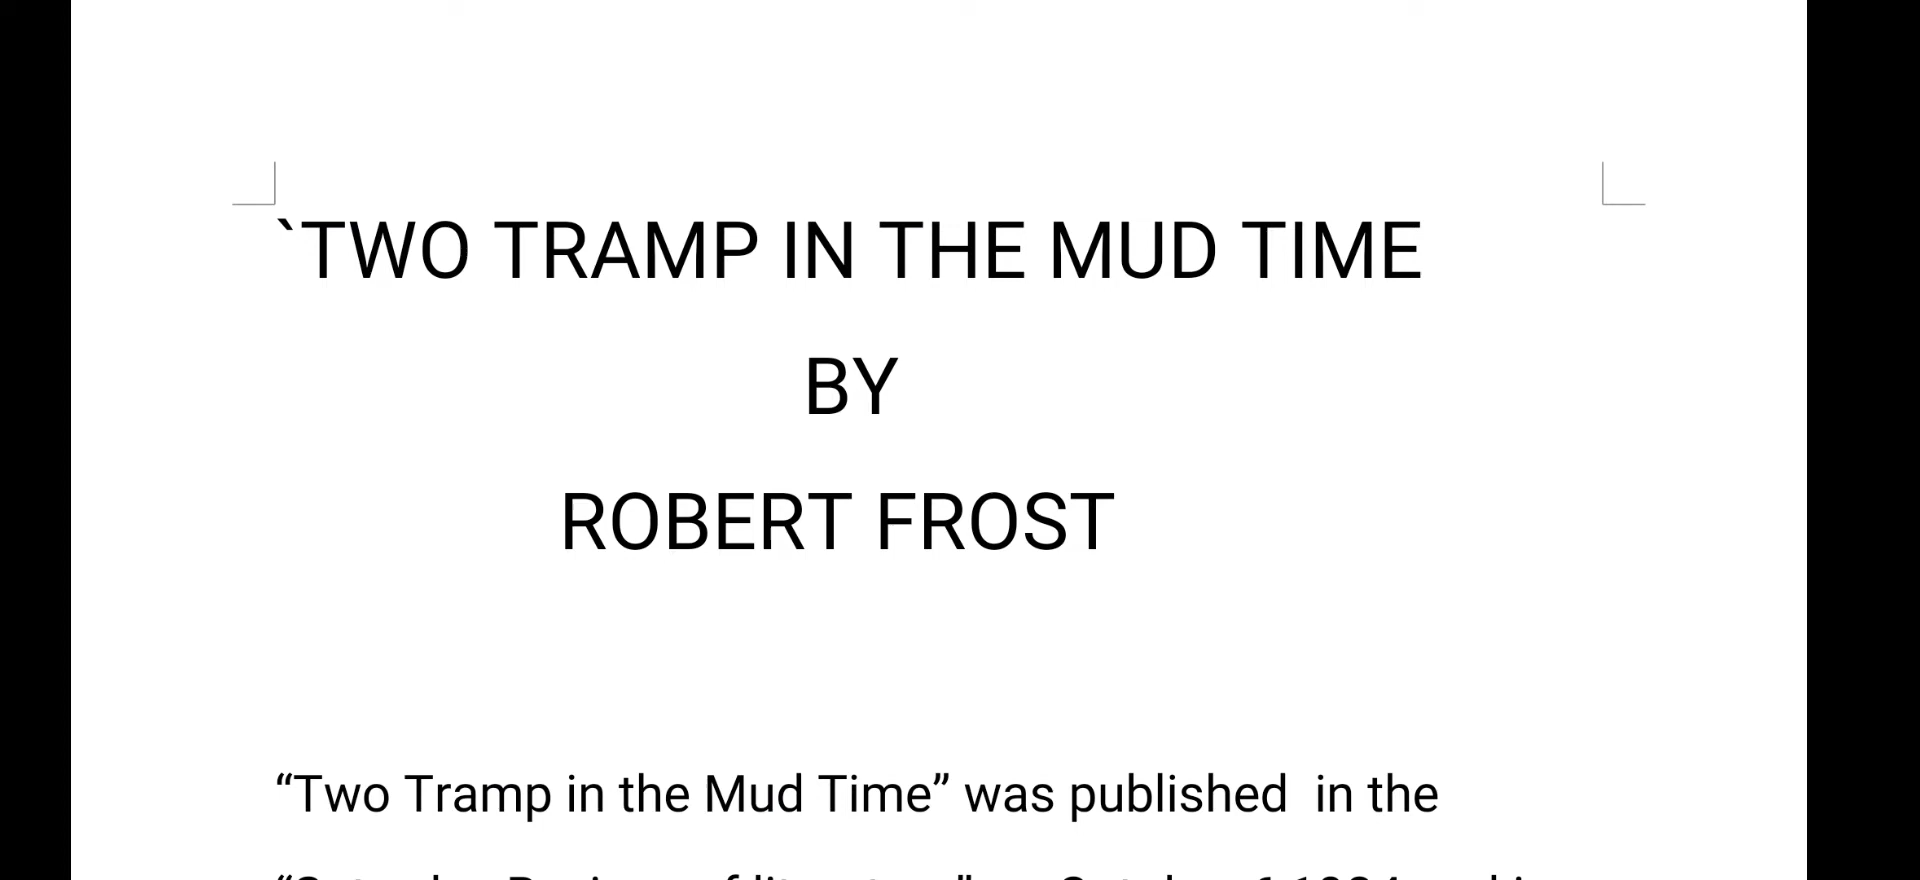 `TWO TRAMP IN THE MUD TIME
BY
ROBERT FROST
“Two Tramp in the Mud Time” was published  in the